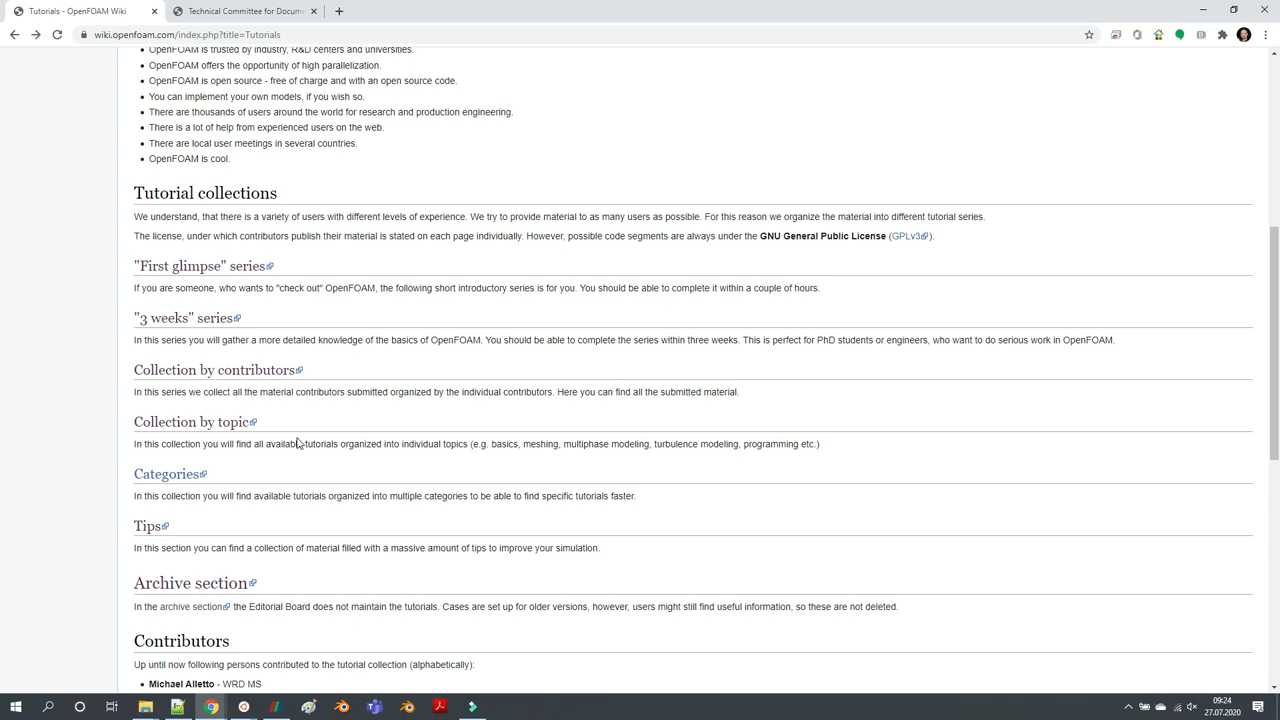 Tutorials - OpenFOAM Wiki
Technical Committee for Docume
wiki.openfoam.com/index.php?title=Tutorials
OpenFOAM is trusted by industry, R&D centers and universities.
OpenFOAM offers the opportunity of high parallelization.
OpenFOAM is open source - free of charge and with an open source code.
You can implement your own models, if you wish so.
There are thousands of users around the world for research and production engineering.
There is a lot of help from experienced users on the web.
There are local user meetings in several countries.
OpenFOAM is cool.
Tutorial collections
We understand, that there is a variety of users with different levels of experience. We try to provide material to as many users as possible. For this reason we organize the material into different tutorial series.
The license, under which contributors publish their material is stated on each page individually. However, possible code segments are always under the GNU General Public License (GPLv3).
"First glimpse" series
If you are someone, who wants to "check out" OpenFOAM, the following short introductory series is for you. You should be able to complete it within a couple of hours.
"3 weeks" series
In this series you will gather a more detailed knowledge of the basics of OpenFOAM. You should be able to complete the series within three weeks. This is perfect for PhD students or engineers, who want to do serious work in OpenFOAM.
Collection by contributors
In this series we collect all the material contributors submitted organized by the individual contributors. Here you can find all the submitted material.
Collection by topic
In this collection you will find all available tutorials organized into individual topics (e.g. basics, meshing, multiphase modeling, turbulence modeling, programming etc.)
Categories
In this collection you will find available tutorials organized into multiple categories to be able to find specific tutorials faster.
Tips
In this section you can find a collection of material filled with a massive amount of tips to improve your simulation.
Archive section
In the archive section the Editorial Board does not maintain the tutorials. Cases are set up for older versions, however, users might still find useful information, so these are not deleted.
Contributors
Up until now following persons contributed to the tutorial collection (alphabetically):
Michael Alletto - WRD MS
09:24
27.07.2020